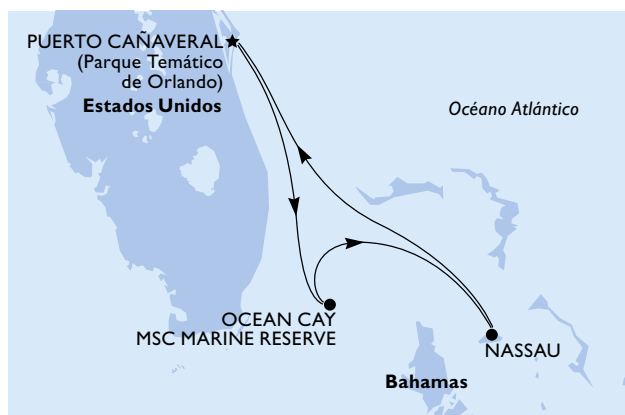 PUERTO CAÑAVERAL
(Parque Temático
de Orlando)
Estados Unidos
Océano Atlántico
OCEAN CAY
MSC MARINE RESERVE
NASSAU
Bahamas